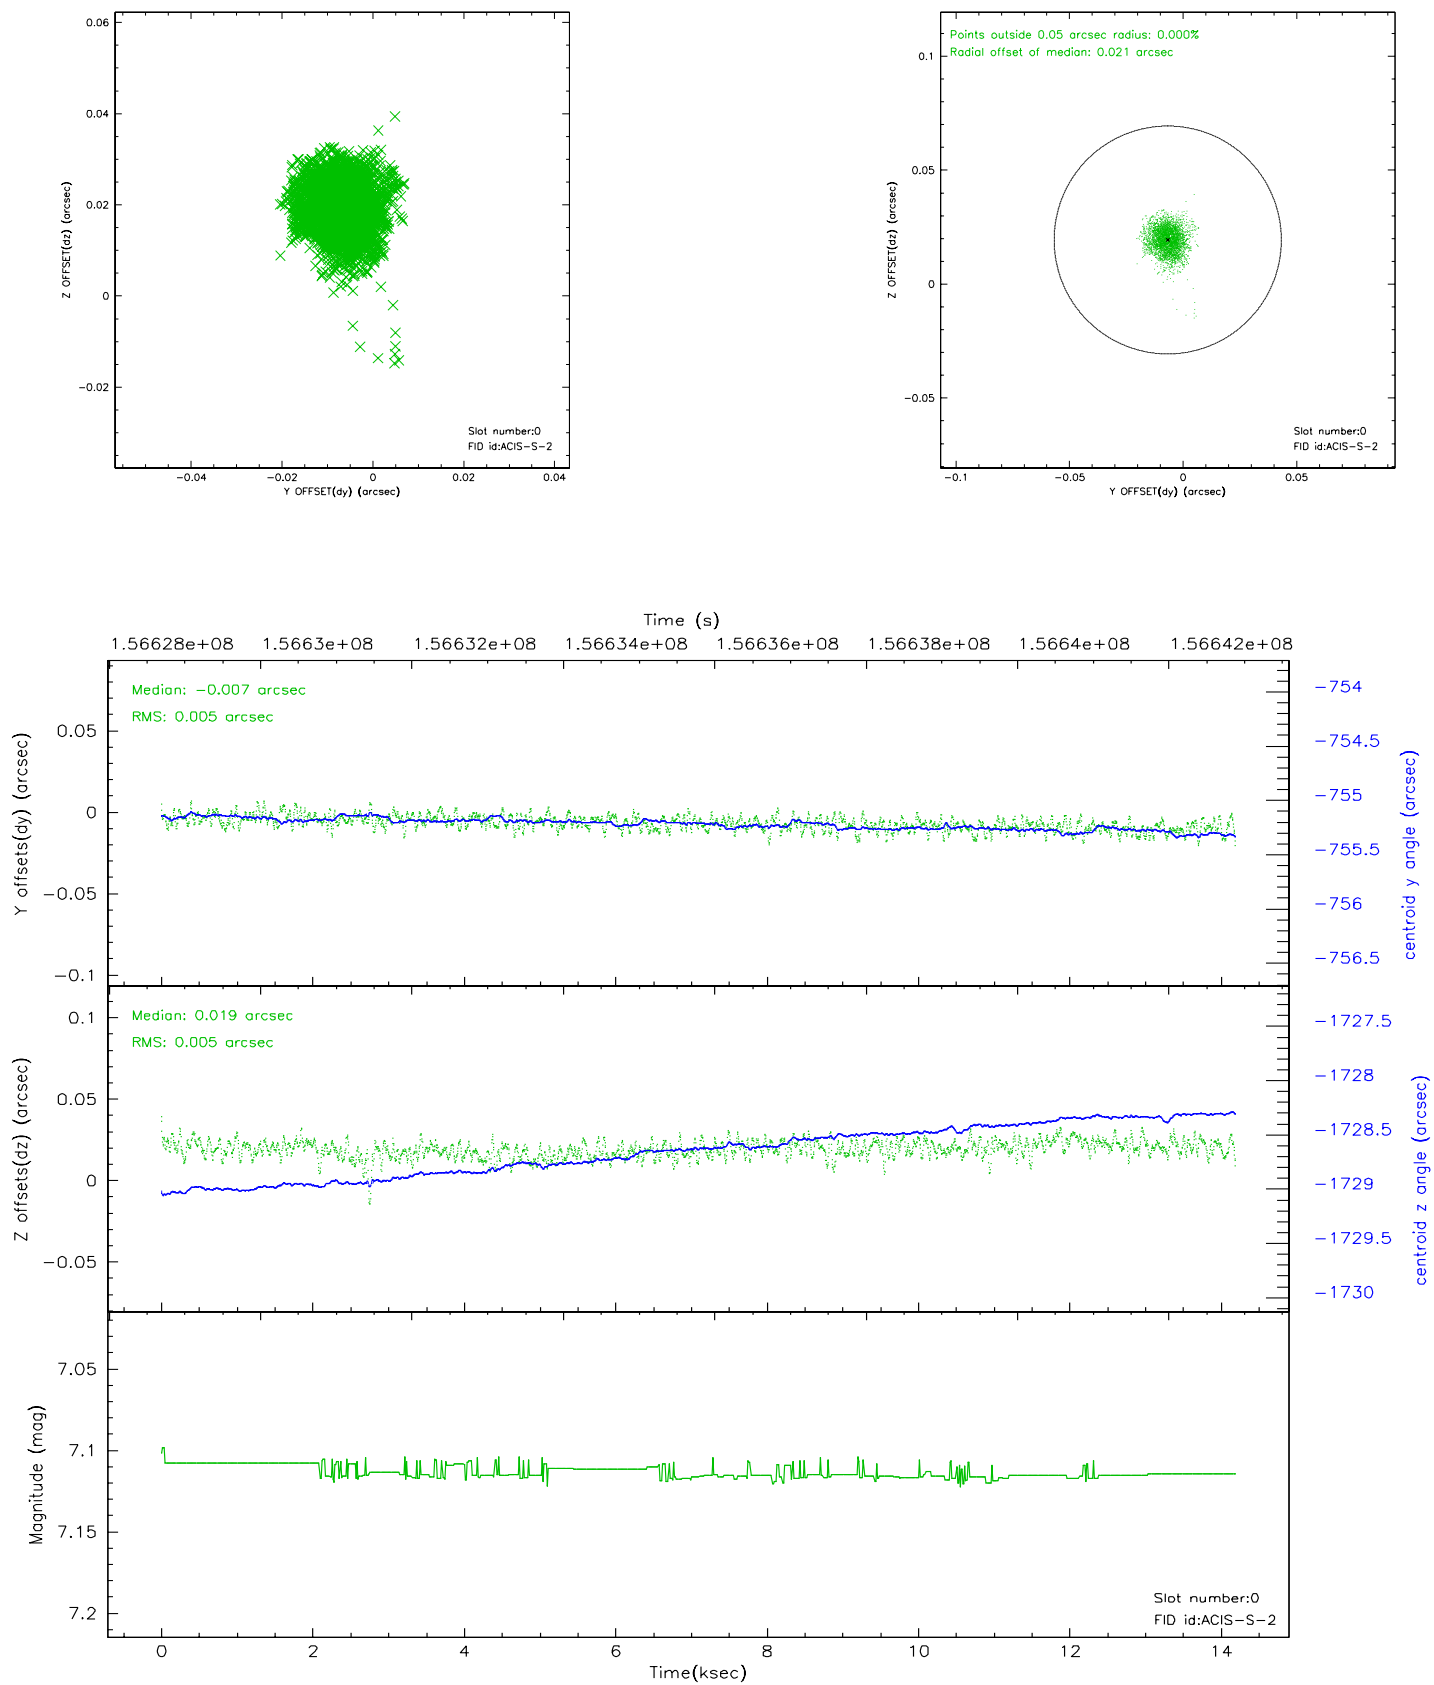 0.06
0.04
0.02
0
−0.02
Z OFFSET(dz) (arcsec)
Slot number:0
FID id:ACIS−S−2
−0.04
−0.02
0
0.02
0.04
Y OFFSET(dy) (arcsec)
Points outside 0.05 arcsec radius: 0.000%
Radial offset of median: 0.021 arcsec
0.1
0.05
0
−0.05
Z OFFSET(dz) (arcsec)
Slot number:0
FID id:ACIS−S−2
−0.1
−0.05
0
0.05
Y OFFSET(dy) (arcsec)
Time (s)
1.56628e+08
1.5663e+08
1.56632e+08
1.56634e+08
1.56636e+08
1.56638e+08
1.5664e+08
1.56642e+08
Median: −0.007 arcsec
RMS: 0.005 arcsec
0.05
0
−0.05
−0.1
Y offsets(dy) (arcsec)
−754
−754.5
−755
−755.5
−756
−756.5
centroid y angle (arcsec)
Median: 0.019 arcsec
RMS: 0.005 arcsec
0.1
0.05
0
−0.05
Z offsets(dz) (arcsec)
−1727.5
−1728
−1728.5
−1729
−1729.5
−1730
centroid z angle (arcsec)
7.05
7.1
7.15
7.2
Magnitude (mag)
Slot number:0
FID id:ACIS−S−2
0
2
4
6
8
10
12
14
Time(ksec)